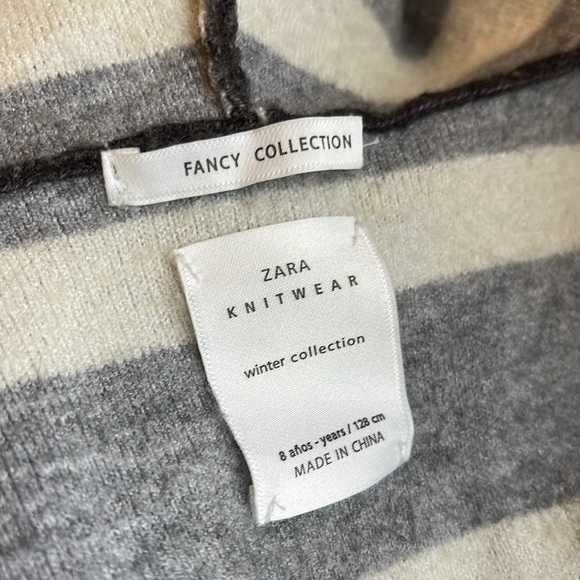 FANCY COLLECTION
ZARA
KNITWEAR
winter collection
8 años - years / 128 cm
MADE IN CHINA